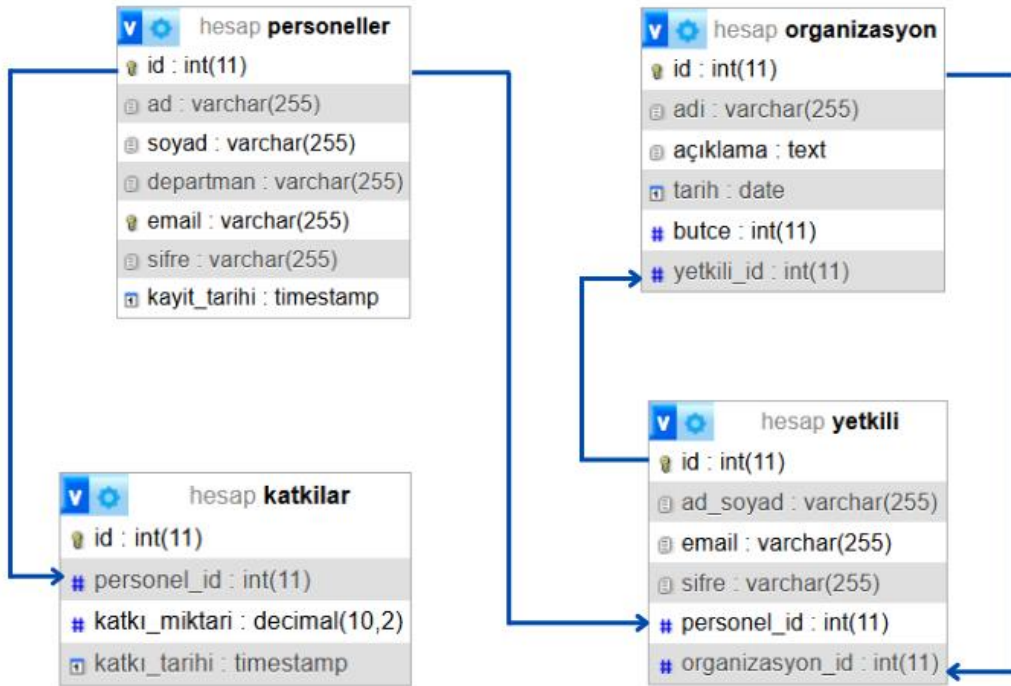 v hesap personeller
id : int(11)
ad : varchar(255)
soyad : varchar(255)
departman : varchar(255)
email : varchar(255)
sifre : varchar(255)
kayit_tarihi : timestamp
v hesap organizasyon
id : int(11)
adi : varchar(255)
açıklama : text
tarih : date
# butce : int(11)
# yetkili_id : int(11)
v hesap katkilar
id : int(11)
# personel_id : int(11)
# katkı_miktari : decimal(10,2)
katkı_tarihi : timestamp
v hesap yetkili
id : int(11)
ad_soyad : varchar(255)
email : varchar(255)
sifre : varchar(255)
# personel_id : int(11)
# organizasyon_id : int(11)